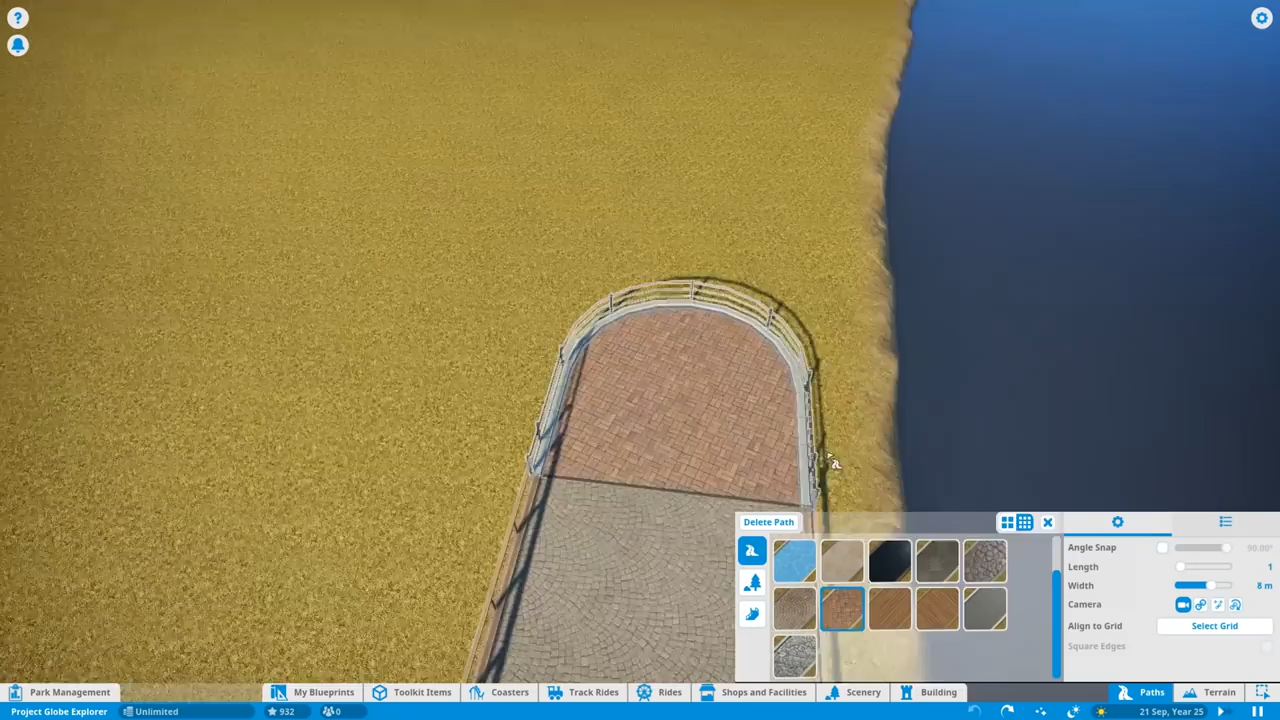 ?
Delete Path
Angle Snap 90.00°
Length 1
Width 8 m
Camera
Align to Grid Select Grid
Square Edges
Park Management My Blueprints Toolkit Items Coasters Track Rides Rides Shops and Facilities Scenery Building Paths Terrain
Project Globe Explorer Unlimited 932 0 21 Sep, Year 25